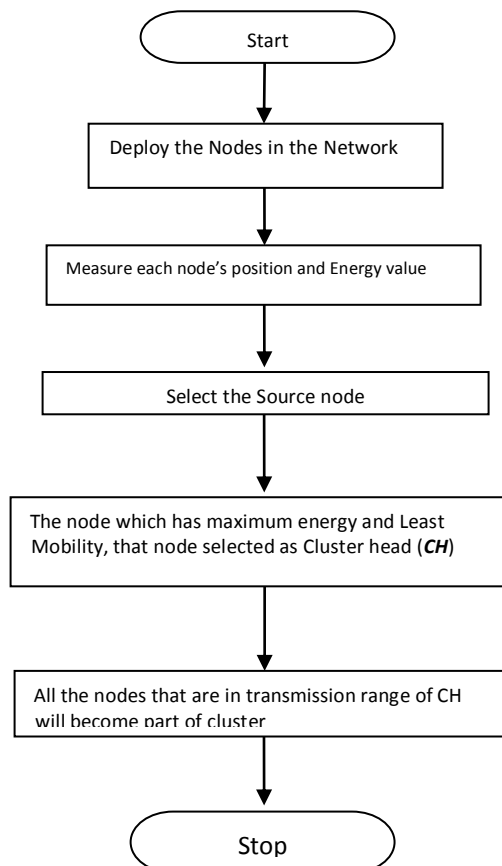 Start
Deploy the Nodes in the Network
Measure each node's position and Energy value
Select the Source node
The node which has maximum energy and Least
Mobility, that node selected as Cluster head (CH)
All the nodes that are in transmission range of CH
will become part of cluster
Stop